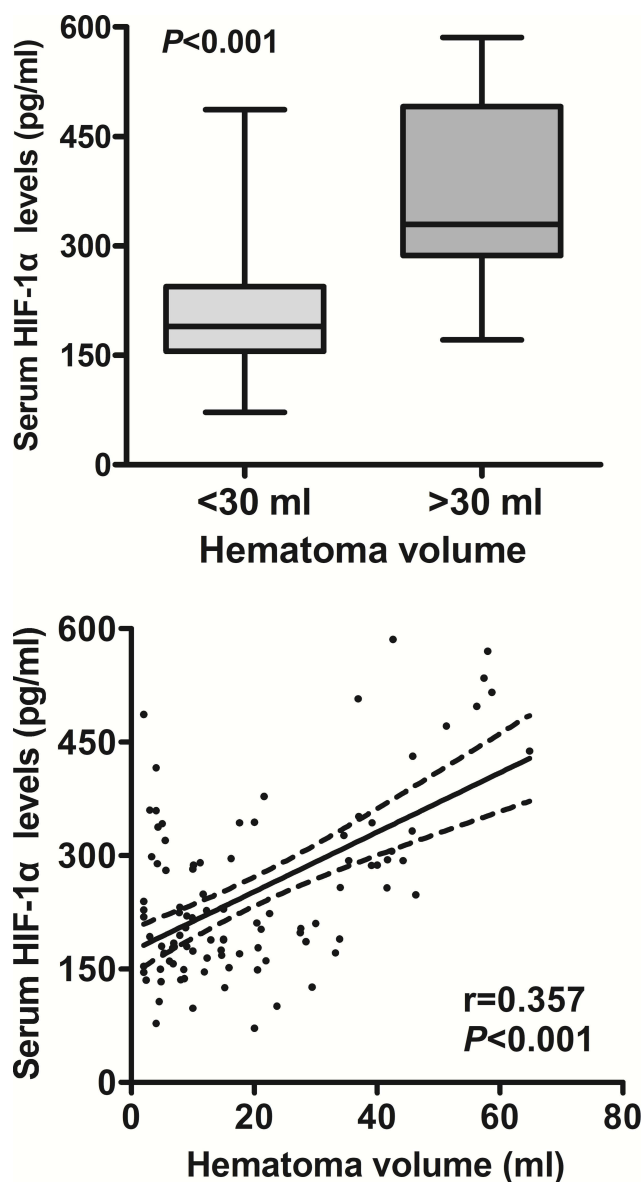 Serum HIF-1α levels (pg/ml)
600
450
300
150
0
P<0.001
<30 ml
>30 ml
Hematoma volume
Serum HIF-1α levels (pg/ml)
600
450
300
150
0
r=0.357
P<0.001
0
20
40
60
80
Hematoma volume (ml)